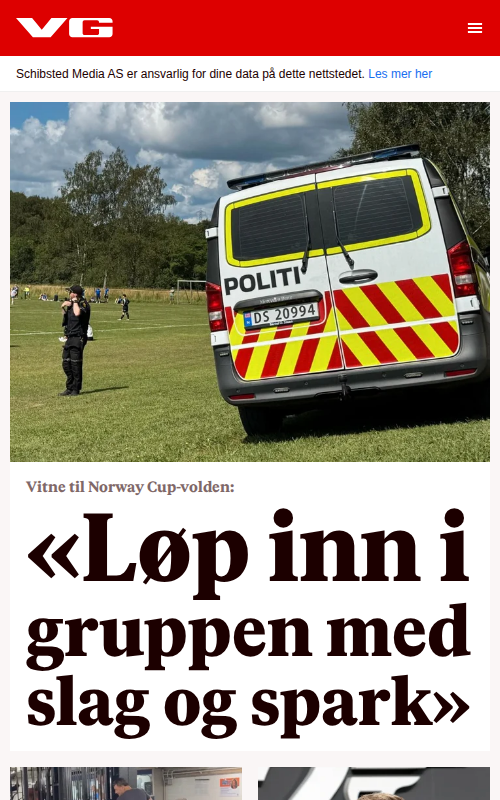 VG
Schibsted Media AS er ansvarlig for dine data på dette nettstedet. Les mer her
POLITI
DS 20994
Vitne til Norway Cup-volden:
«Løp inn i
gruppen med
slag og spark»